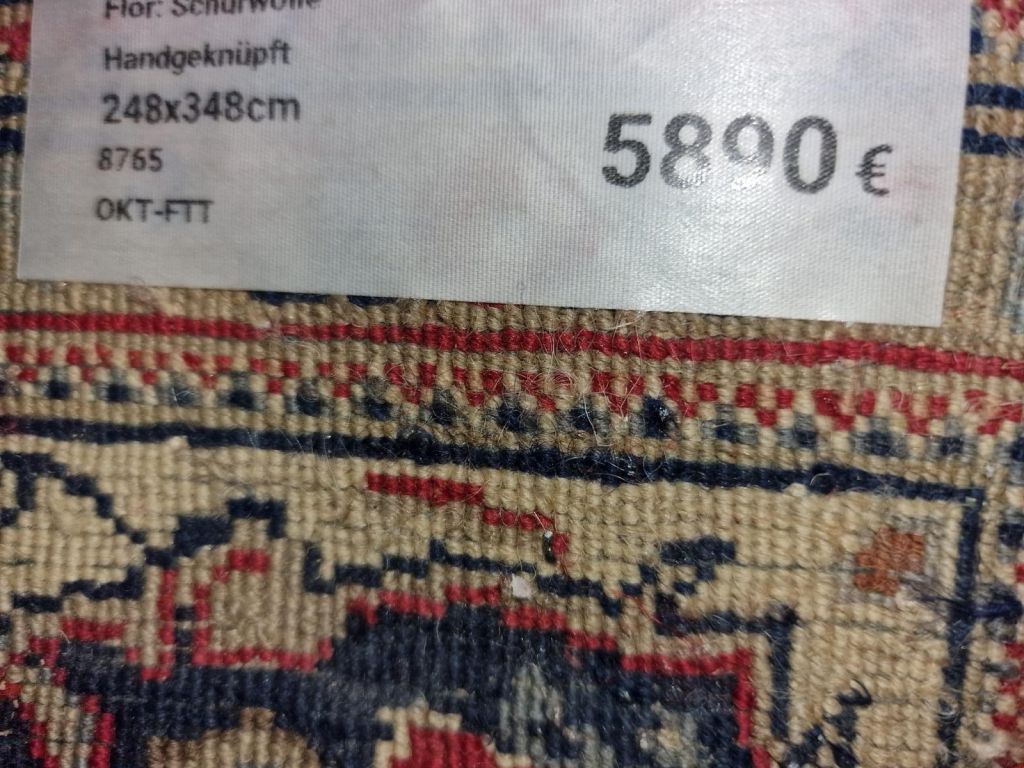 Flor: Schurwolle
Handgeknüpft
248x348cm
8765
OKT-FTT
5890 €